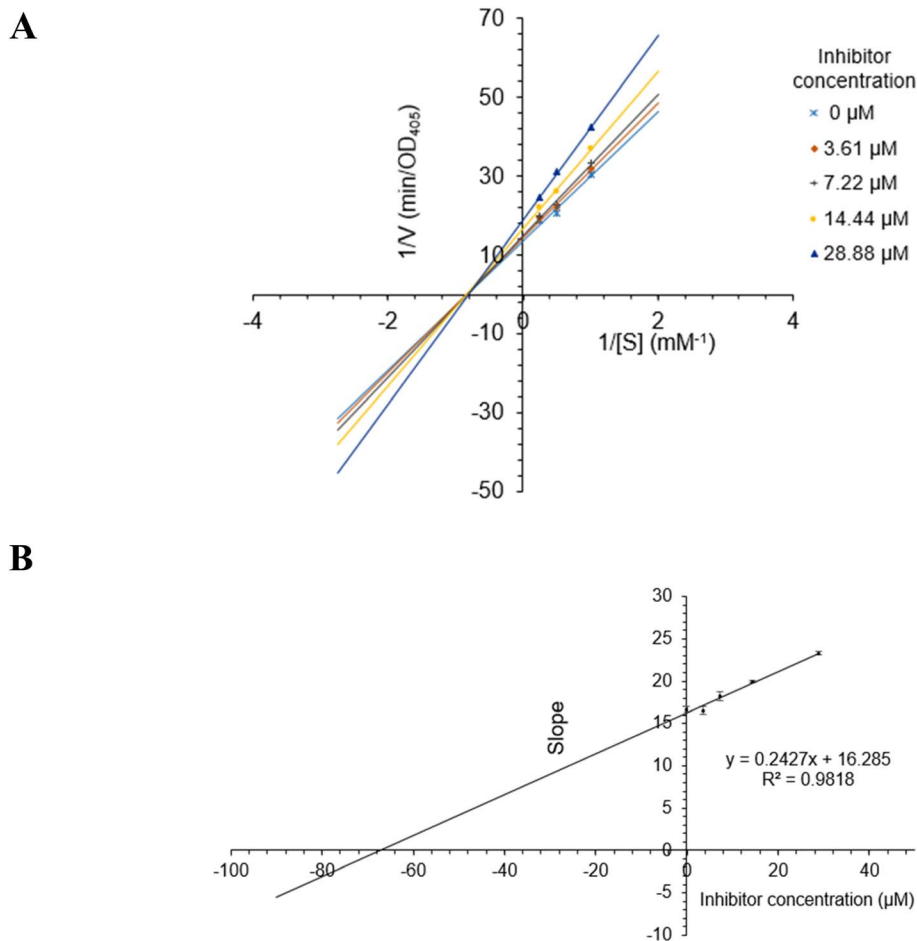 A
70
50
30
10
-10
-30
-50
-4
-2
0
2
4
1/V (min/OD₄₀₅)
1/[S] (mM⁻¹)
Inhibitor
concentration
0 µM
3.61 µM
7.22 µM
14.44 µM
28.88 µM
B
30
25
20
15
10
5
0
-5
-10
-100
-80
-60
-40
-20
0
20
40
Slope
y = 0.2427x + 16.285
R² = 0.9818
Inhibitor concentration (µM)